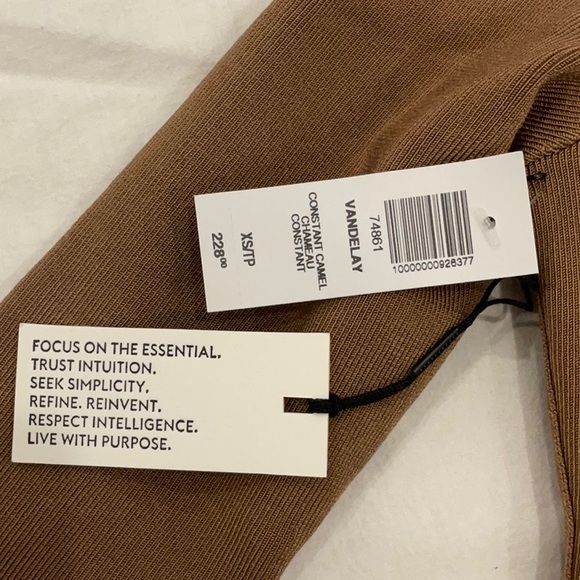 74861
10000000926377
VANDELAY
CONSTANT CAMEL
CHAMEAU
CONSTANT
XS/TP
228.00
FOCUS ON THE ESSENTIAL.
TRUST INTUITION.
SEEK SIMPLICITY.
REFINE. REINVENT.
RESPECT INTELLIGENCE.
LIVE WITH PURPOSE.